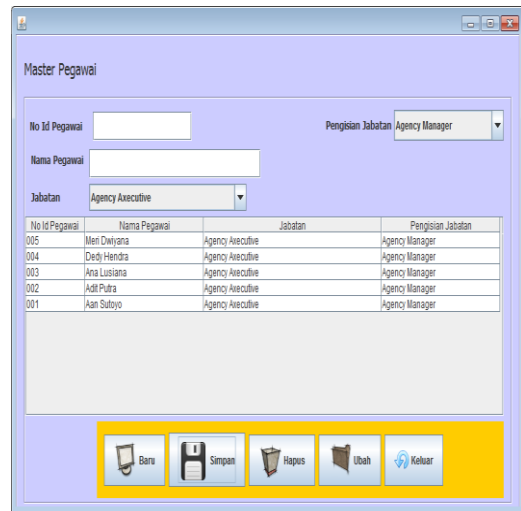 Master Pegawai
No Id Pegawai
Pengisian Jabatan Agency Manager
Nama Pegawai
Jabatan Agency Axecutive
No Id Pegawai Nama Pegawai Jabatan Pengisian Jabatan
005 Meri Dwiyana Agency Axecutive Agency Manager
004 Dedy Hendra Agency Axecutive Agency Manager
003 Ana Lusiana Agency Axecutive Agency Manager
002 Adit Putra Agency Axecutive Agency Manager
001 Aan Sutoyo Agency Axecutive Agency Manager
Baru Simpan Hapus Ubah Keluar